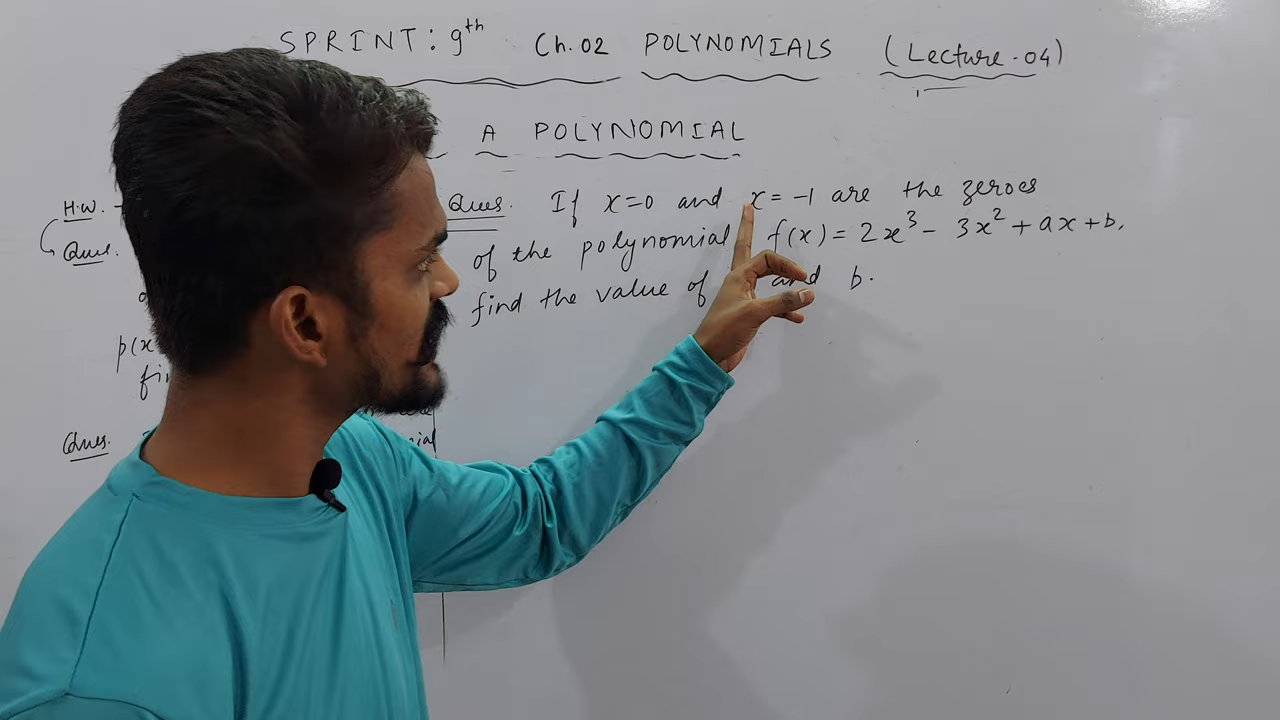 SPRINT: 9th Ch. 02 POLYNOMIALS (Lecture-04)
A POLYNOMIAL
H.W.
Ques.
p(x
Ques.
Ques. If x=0 and x=-1 are the zeroes
of the polynomial f(x) = 2x³ - 3x² + ax + b,
find the value of and b.